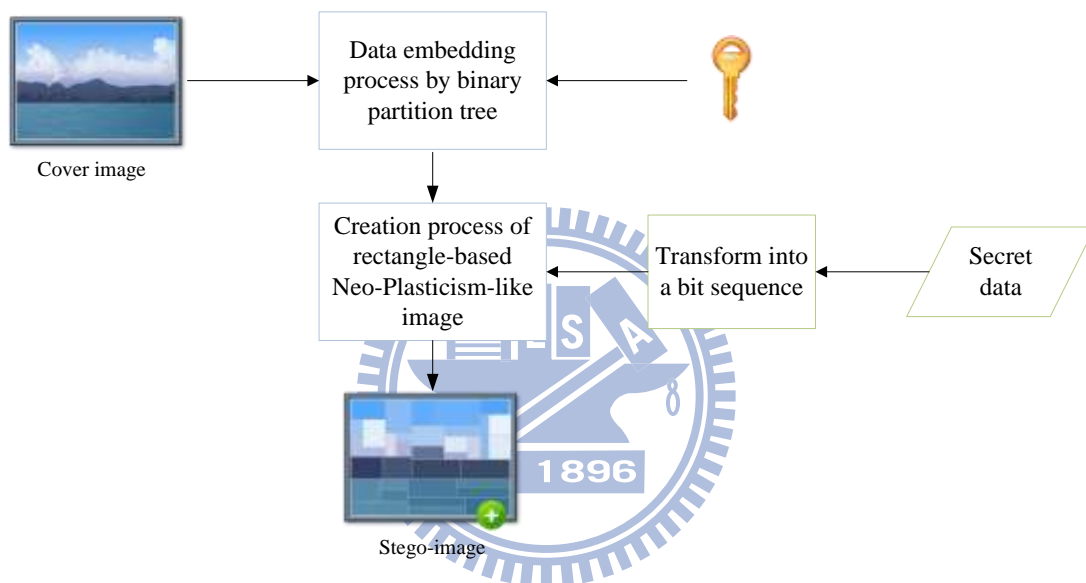 Data embedding
process by binary
partition tree
Cover image
Creation process of
rectangle-based
Neo-Plasticism-like
image
Transform into
a bit sequence
Secret
data
E S A
1896
Stego-image